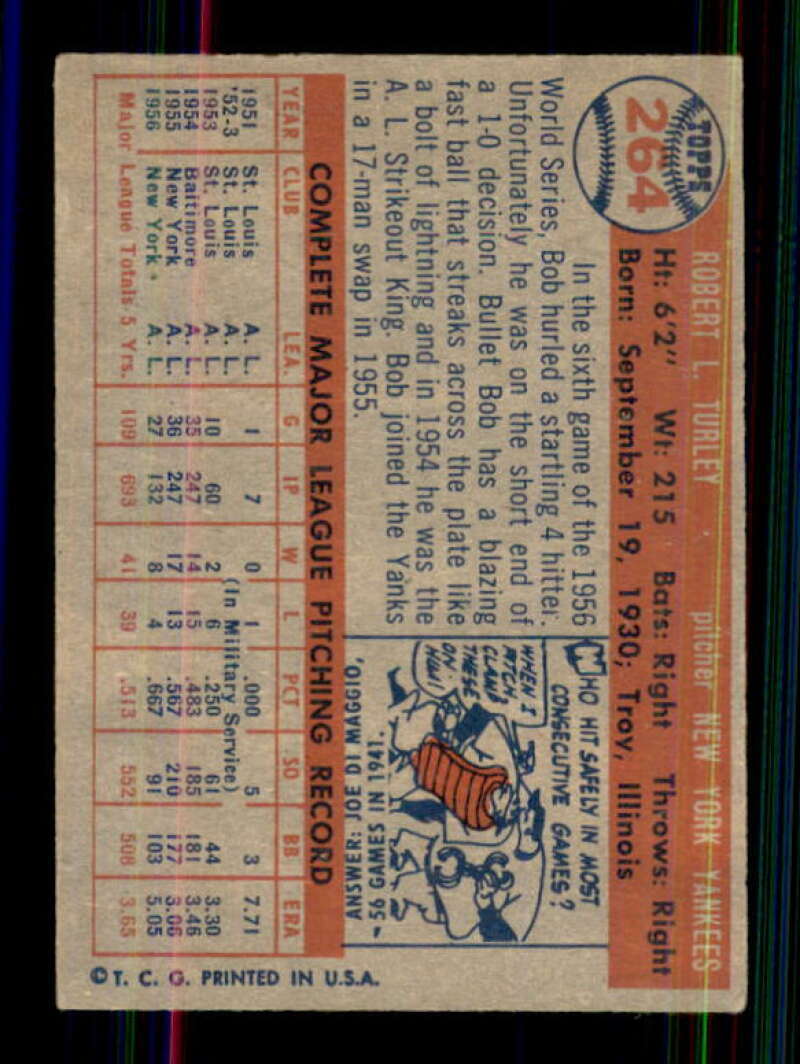 TOPPS
264
ROBERT L. TURLEY pitcher NEW YORK YANKEES
Ht: 6'2" Wt: 215 Bats: Right Throws: Right
Born: September 19, 1930; Troy, Illinois
In the sixth game of the 1956
World Series, Bob hurled a startling 4 hitter.
Unfortunately he was on the short end of
a 1-0 decision. Bullet Bob has a blazing
fast ball that streaks across the plate like
a bolt of lightning and in 1954 he was the
A. L. Strikeout King. Bob joined the Yanks
in a 17-man swap in 1955.
WHO HIT SAFELY IN MOST
CONSECUTIVE GAMES?
WHEN I
PITCH,
CLAMP
THESE
ON
HIM!
ANSWER: JOE DI MAGGIO,
-56 GAMES IN 1941.
COMPLETE MAJOR LEAGUE PITCHING RECORD
YEAR CLUB LEA. G IP W L PCT SO BB ERA
1951 St. Louis A. L. 1 7 0 1 .000 5 3 7.71
'52-3 St. Louis A. L. (In Military Service)
1953 St. Louis A. L. 10 60 2 6 .250 61 44 3.30
1954 Baltimore A. L. 35 247 14 15 .483 185 181 3.46
1955 New York A. L. 36 247 17 13 .567 210 177 3.06
1956 New York A. L. 27 132 8 4 .667 91 103 5.05
Major League Totals 5 Yrs. 109 693 41 39 .513 552 508 3.65
© T. C. G. PRINTED IN U.S.A.